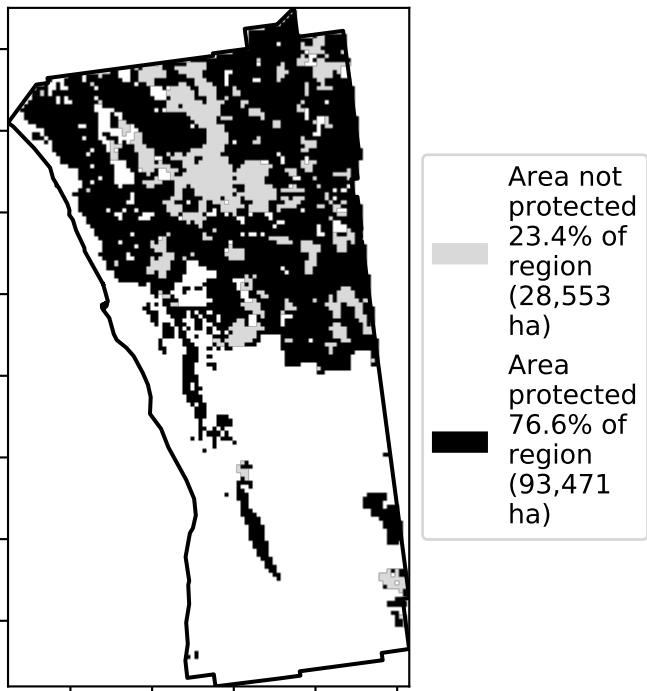 Area not
protected
23.4% of
region
(28,553
ha)
Area
protected
76.6% of
region
(93,471
ha)